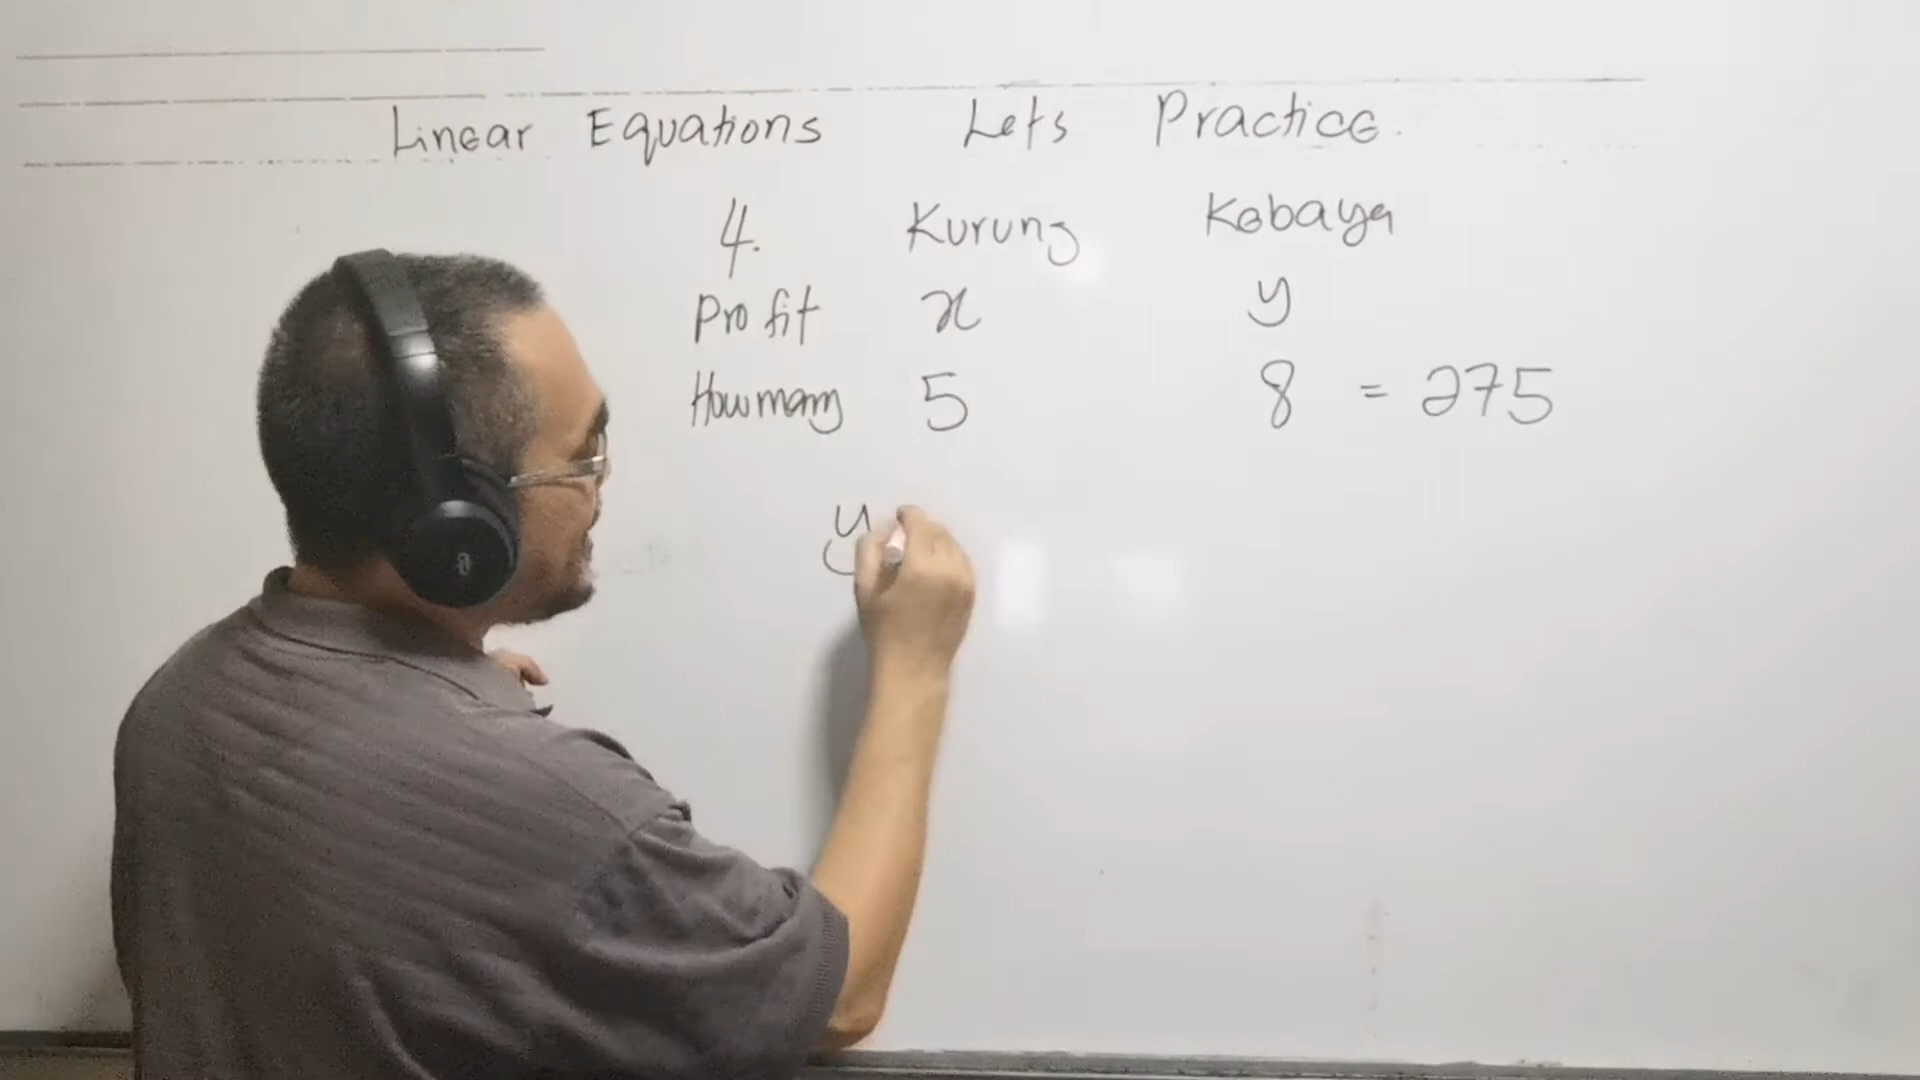 Linear Equations Lets Practice.
4. Kurung Kebaya
Profit x y
How many 5 8 = 275
y